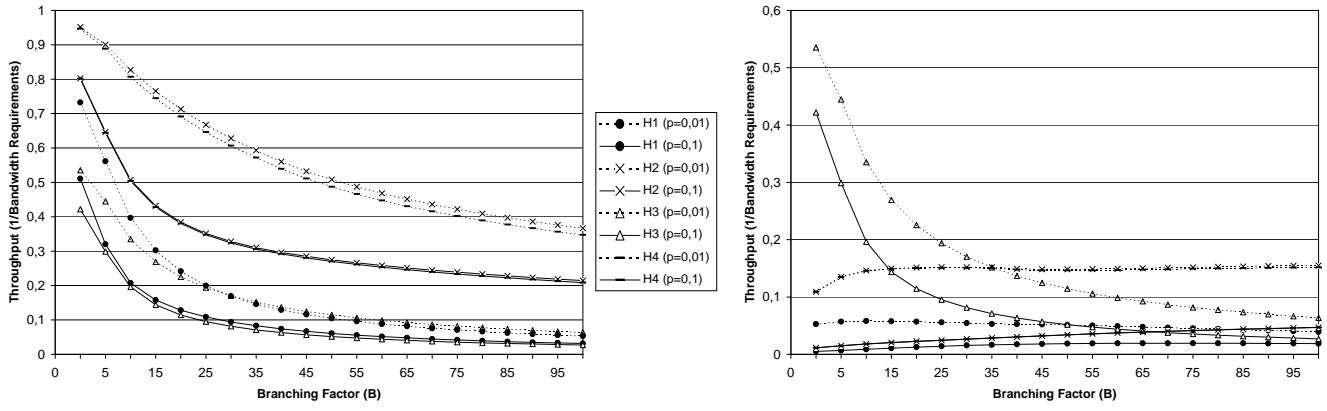 Throughput (1/Bandwidth Requirements)
1
0,9
0,8
0,7
0,6
0,5
0,4
0,3
0,2
0,1
0
0 5 15 25 35 45 55 65 75 85 95
Branching Factor (B)
H1 (p=0,01)
H1 (p=0,1)
H2 (p=0,01)
H2 (p=0,1)
H3 (p=0,01)
H3 (p=0,1)
H4 (p=0,01)
H4 (p=0,1)
Throughput (1/Bandwidth Requirements)
0,6
0,5
0,4
0,3
0,2
0,1
0
0 5 15 25 35 45 55 65 75 85 95
Branching Factor (B)